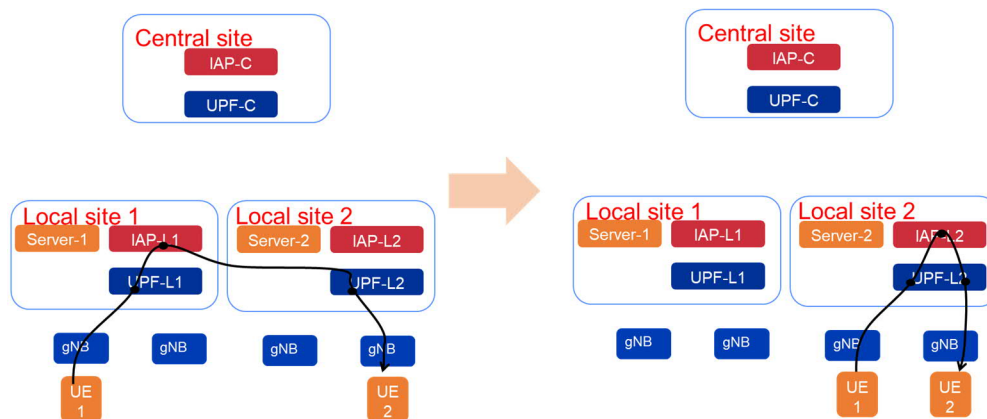 Central site
IAP-C
UPF-C
Local site 1
Server-1
IAP-L1
UPF-L1
Local site 2
Server-2
IAP-L2
UPF-L2
gNB
gNB
gNB
gNB
UE
1
UE
2
Central site
IAP-C
UPF-C
Local site 1
Server-1
IAP-L1
UPF-L1
Local site 2
Server-2
IAP-L2
UPF-L2
gNB
gNB
gNB
gNB
UE
1
UE
2